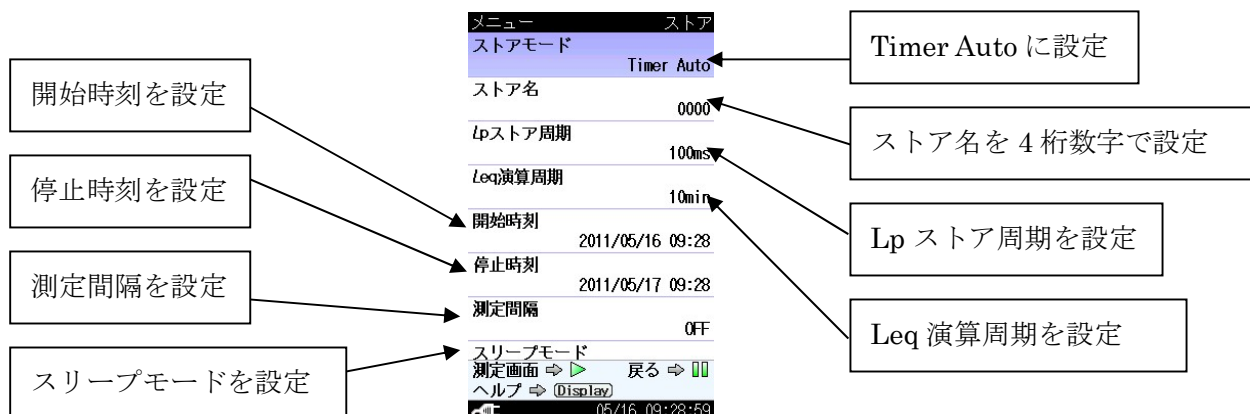 メニュー ストア
ストアモード
Timer Auto
ストア名
0000
Lpストア周期
100ms
Leq演算周期
10min
開始時刻
2011/05/16 09:28
停止時刻
2011/05/17 09:28
測定間隔
OFF
スリープモード
測定画面 ⇨ ▷ 戻る ⇨ ▯▯
ヘルプ ⇨ Display
05/16 09:28:59
開始時刻を設定
停止時刻を設定
測定間隔を設定
スリープモードを設定
Timer Auto に設定
ストア名を 4 桁数字で設定
Lp ストア周期を設定
Leq 演算周期を設定